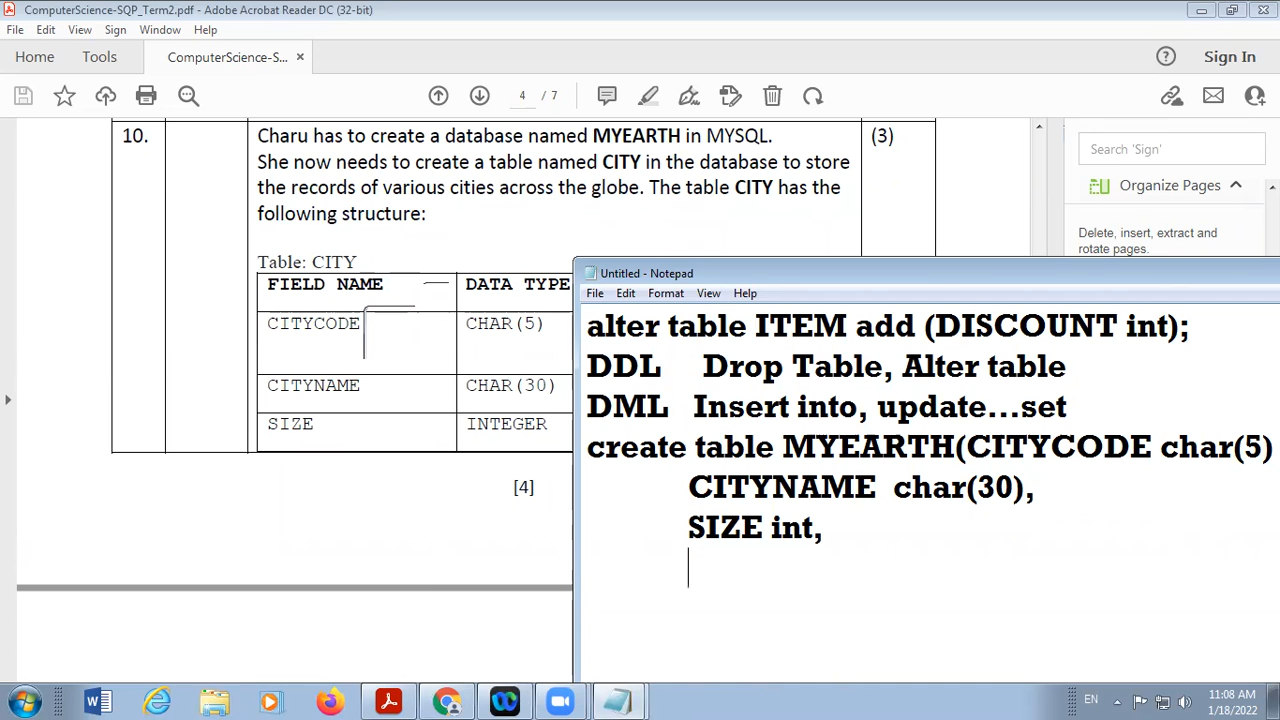 ComputerScience-SQP_Term2.pdf - Adobe Acrobat Reader DC (32-bit)
File Edit View Sign Window Help
Home Tools ComputerScience-S... × Sign In
4 / 7
10. Charu has to create a database named MYEARTH in MYSQL. (3)
She now needs to create a table named CITY in the database to store
the records of various cities across the globe. The table CITY has the
following structure:
Table: CITY
FIELD NAME DATA TYPE
CITYCODE CHAR(5)
CITYNAME CHAR(30)
SIZE INTEGER
[4]
Search 'Sign'
Organize Pages
Delete, insert, extract and
rotate pages.
Untitled - Notepad
File Edit Format View Help
alter table ITEM add (DISCOUNT int);
DDL Drop Table, Alter table
DML Insert into, update...set
create table MYEARTH(CITYCODE char(5)
CITYNAME char(30),
SIZE int,
EN
11:08 AM
1/18/2022